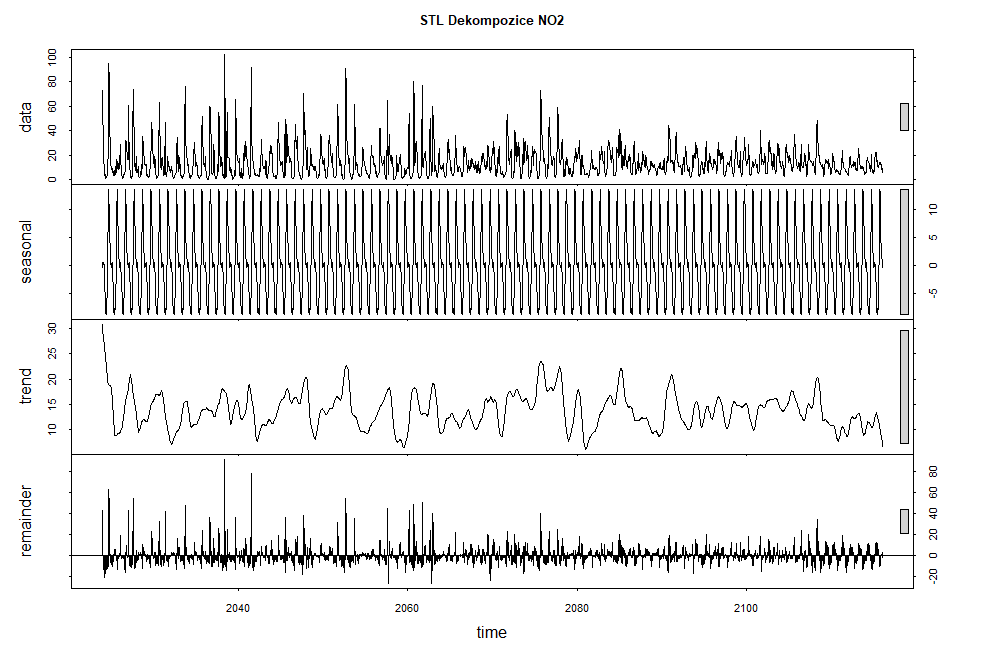 STL Dekompozice NO2
data
0 20 40 60 80 100
seasonal
-5 0 5 10
trend
10 15 20 25 30
remainder
-20 0 20 40 60 80
2040 2060 2080 2100
time